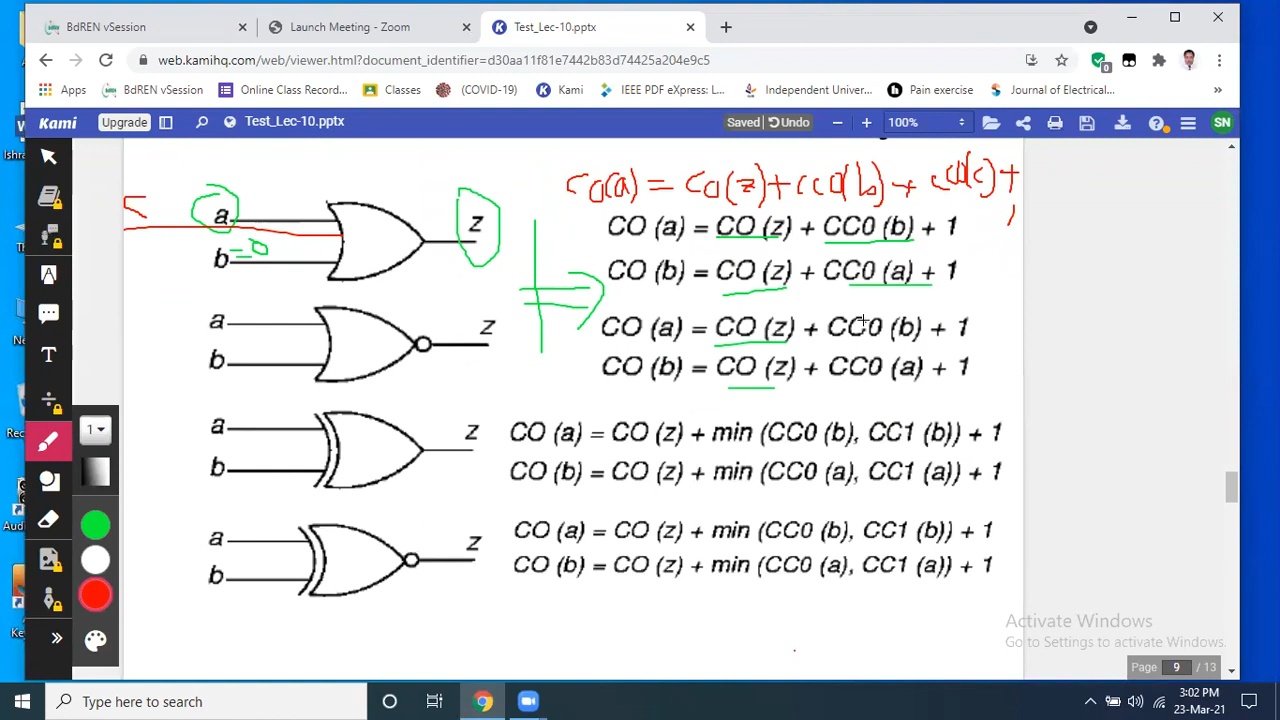 BdREN vSession
Launch Meeting - Zoom
Test_Lec-10.pptx
web.kamihq.com/web/viewer.html?document_identifier=d30aa11f81e7442b83d74425a204e9c5
Apps
BdREN vSession
Online Class Record...
Classes
(COVID-19)
Kami
IEEE PDF eXpress: L...
Independent Univer...
Pain exercise
Journal of Electrical...
»
Kami
Upgrade
Test_Lec-10.pptx
Saved Undo
100%
SN
CO(a) = CO(z) + CC0(b) + CC0(c) + 1
a
b = 0
z
CO (a) = CO (z) + CC0 (b) + 1
CO (b) = CO (z) + CC0 (a) + 1
a
b
z
CO (a) = CO (z) + CC0 (b) + 1
CO (b) = CO (z) + CC0 (a) + 1
a
b
z
CO (a) = CO (z) + min (CC0 (b), CC1 (b)) + 1
CO (b) = CO (z) + min (CC0 (a), CC1 (a)) + 1
a
b
z
CO (a) = CO (z) + min (CC0 (b), CC1 (b)) + 1
CO (b) = CO (z) + min (CC0 (a), CC1 (a)) + 1
1
Activate Windows
Go to Settings to activate Windows.
Page 9 / 13
Type here to search
3:02 PM
23-Mar-21